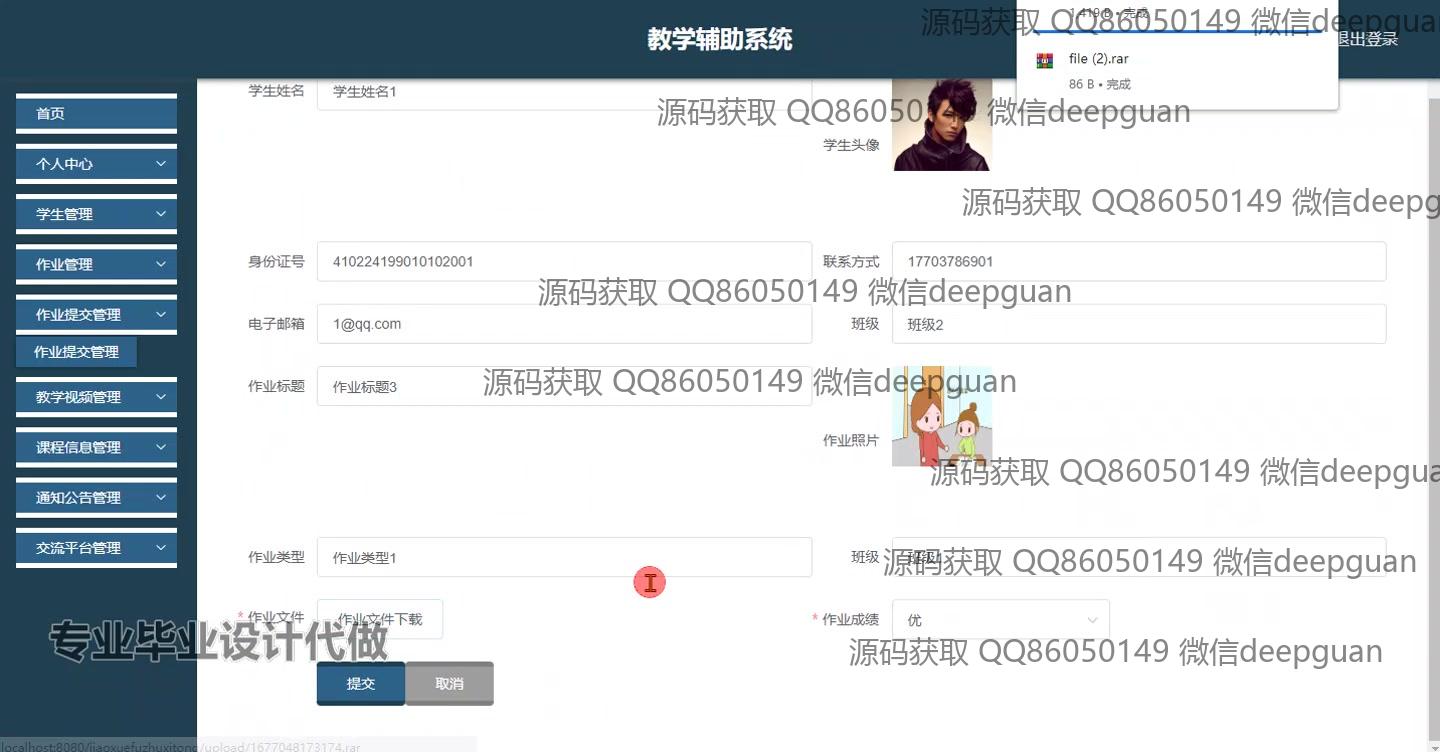 教学辅助系统
退出登录
1,419 B • 完成
file (2).rar
86 B • 完成
首页
个人中心
学生管理
作业管理
作业提交管理
作业提交管理
教学视频管理
课程信息管理
通知公告管理
交流平台管理
学生姓名 学生姓名1
学生头像
身份证号 410224199010102001 联系方式 17703786901
电子邮箱 1@qq.com 班级 班级2
作业标题 作业标题3
作业照片
作业类型 作业类型1 班级 班级1
* 作业文件 作业文件下载 * 作业成绩 优
提交 取消
源码获取 QQ86050149 微信deepguan
源码获取 QQ86050149 微信deepguan
源码获取 QQ86050149 微信deepg
源码获取 QQ86050149 微信deepguan
源码获取 QQ86050149 微信deepguan
源码获取 QQ86050149 微信deepgua
源码获取 QQ86050149 微信deepguan
源码获取 QQ86050149 微信deepguan
专业毕业设计代做
localhost:8080/jiaoxuefuzhuxitong/upload/1677048173174.rar